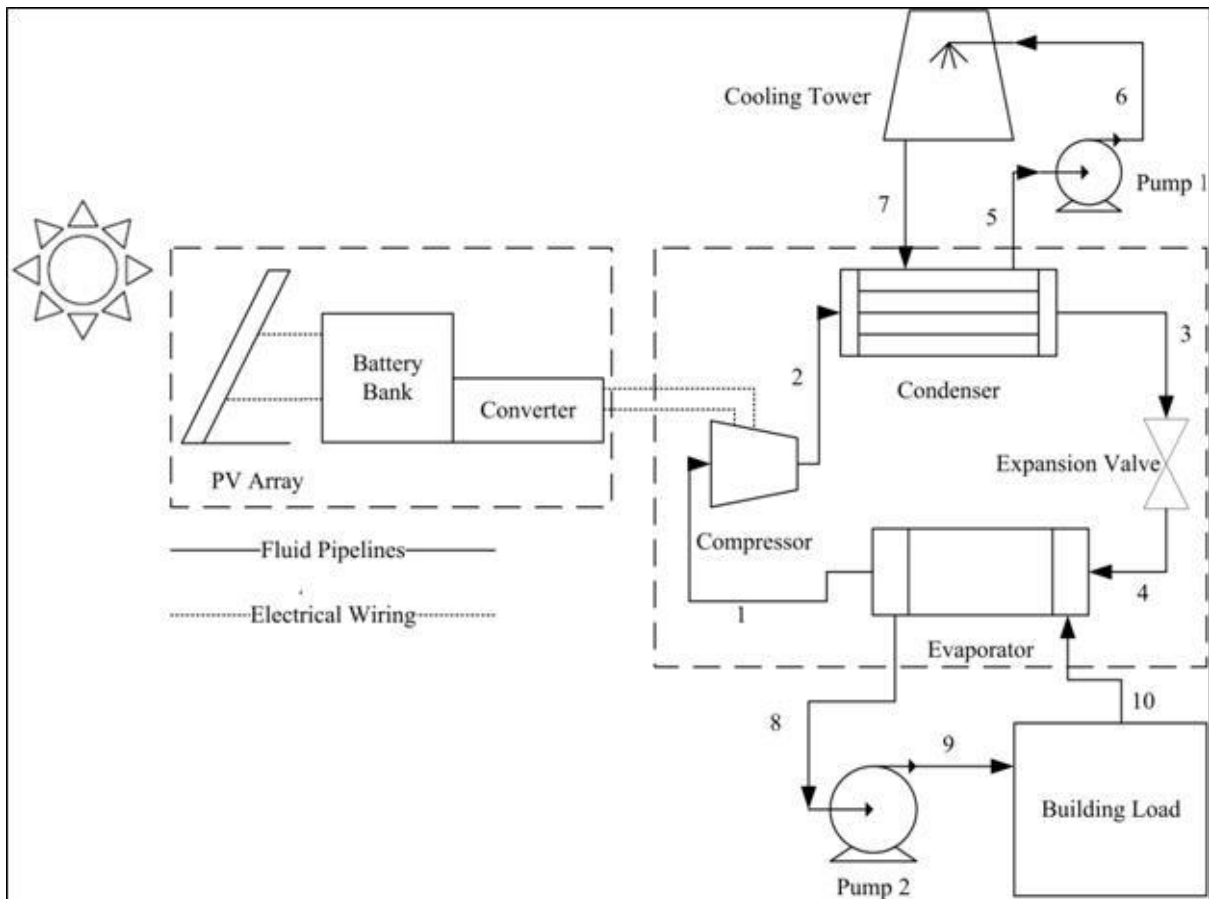 Cooling Tower
6
Pump 1
7
5
Battery
Bank
Converter
PV Array
2
Condenser
3
Expansion Valve
Compressor
1
4
Evaporator
Fluid Pipelines
Electrical Wiring
8
9
10
Building Load
Pump 2